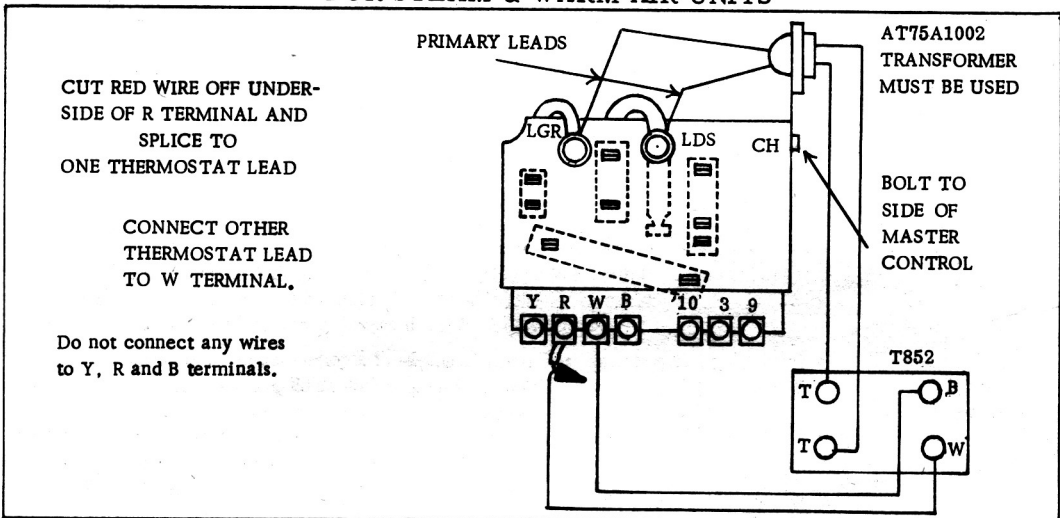 CUT RED WIRE OFF UNDER-
SIDE OF R TERMINAL AND
SPLICE TO
ONE THERMOSTAT LEAD
CONNECT OTHER
THERMOSTAT LEAD
TO W TERMINAL.
Do not connect any wires
to Y, R and B terminals.
PRIMARY LEADS
AT75A1002
TRANSFORMER
MUST BE USED
LGR
LDS
CH
BOLT TO
SIDE OF
MASTER
CONTROL
Y R W B 10 3 9
T852
T B
T W